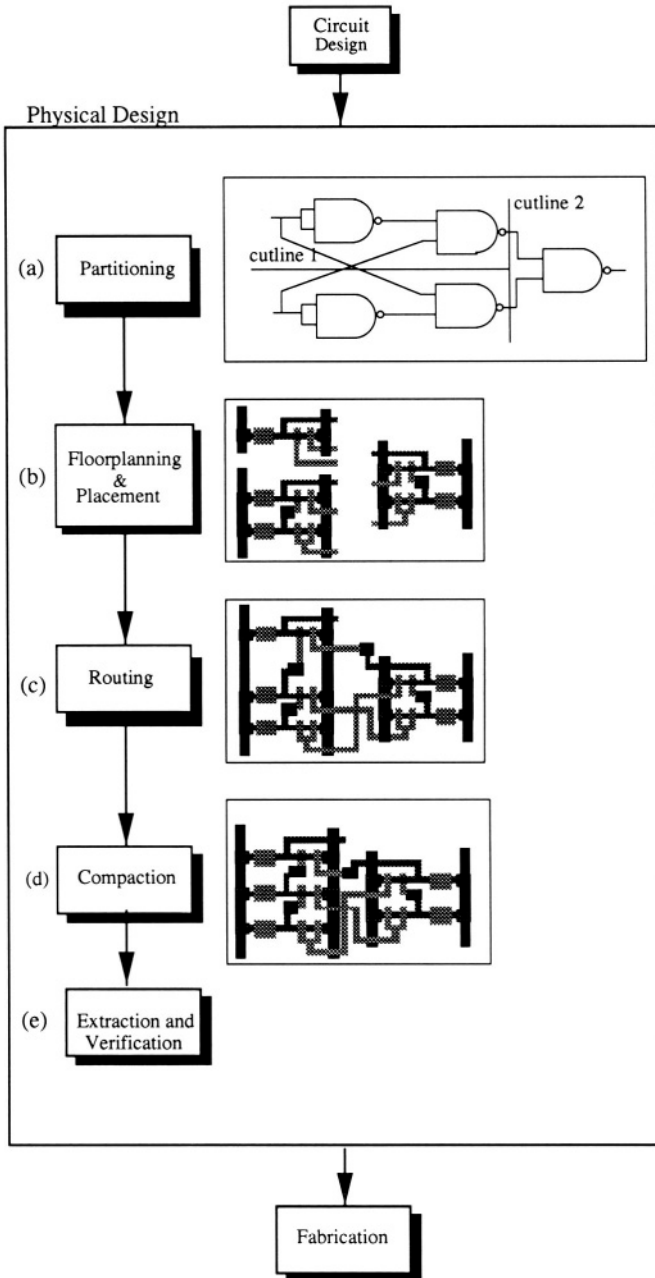 Circuit
Design
Physical Design
cutline 2
cutline 1
(a)
Partitioning
(b)
Floorplanning
&
Placement
(c)
Routing
(d)
Compaction
(e)
Extraction and
Verification
Fabrication